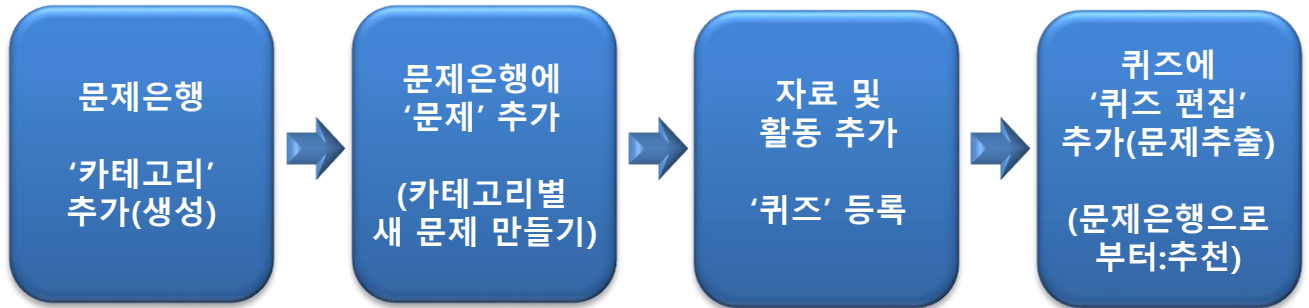 문제은행
‘카테고리’
추가(생성)
문제은행에
‘문제’ 추가
(카테고리별
새 문제 만들기)
자료 및
활동 추가
‘퀴즈’ 등록
퀴즈에
‘퀴즈 편집’
추가(문제추출)
(문제은행으로
부터:추천)